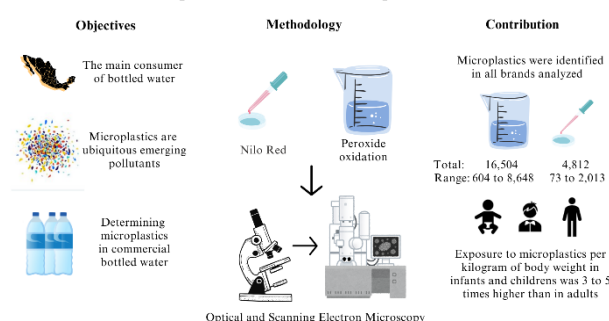 Objectives
The main consumer
of bottled water
Microplastics are
ubiquitous emerging
pollutants
Determining
microplastics
in commercial
bottled water
Methodology
Nilo Red
Peroxide
oxidation
Optical and Scanning Electron Microscopy
Contribution
Microplastics were identified
in all brands analyzed
Total: 16,504 4,812
Range: 604 to 8,648 73 to 2,013
Exposure to microplastics per
kilogram of body weight in
infants and childrens was 3 to 5
times higher than in adults